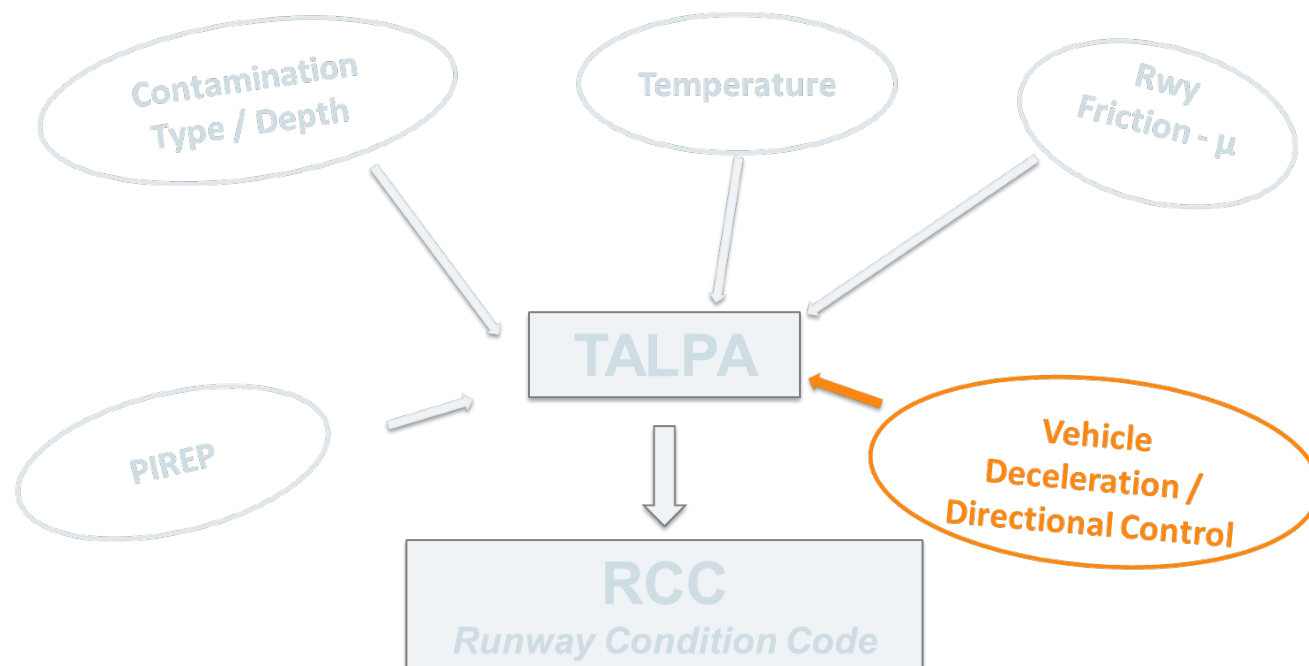 Contamination
Type / Depth
Temperature
Rwy
Friction - µ
TALPA
PIREP
Vehicle
Deceleration /
Directional Control
RCC
Runway Condition Code